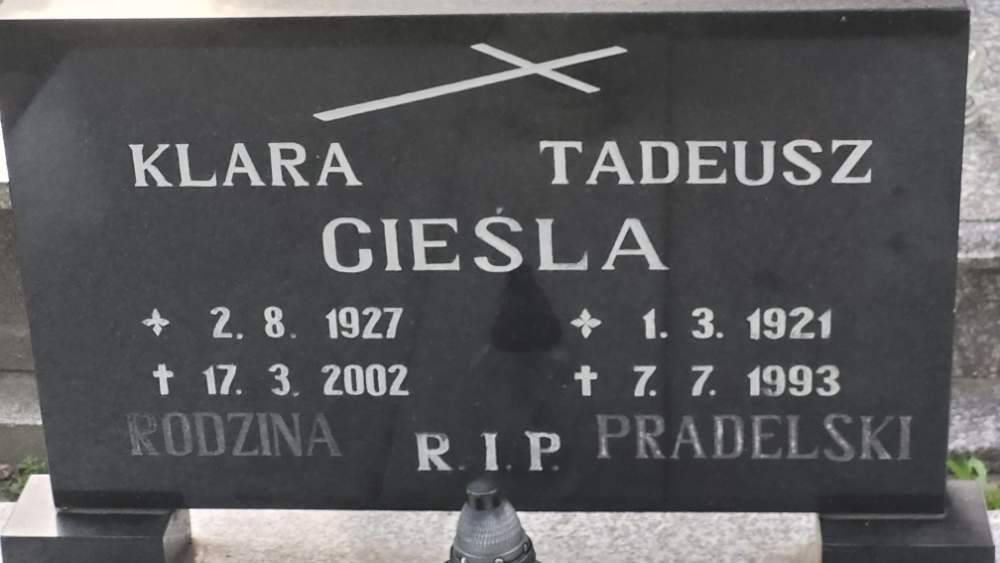 KLARA TADEUSZ
CIEŚLA
2. 8. 1927 1. 3. 1921
† 17. 3. 2002 † 7. 7. 1993
RODZINA R.I.P. PRADELSKI